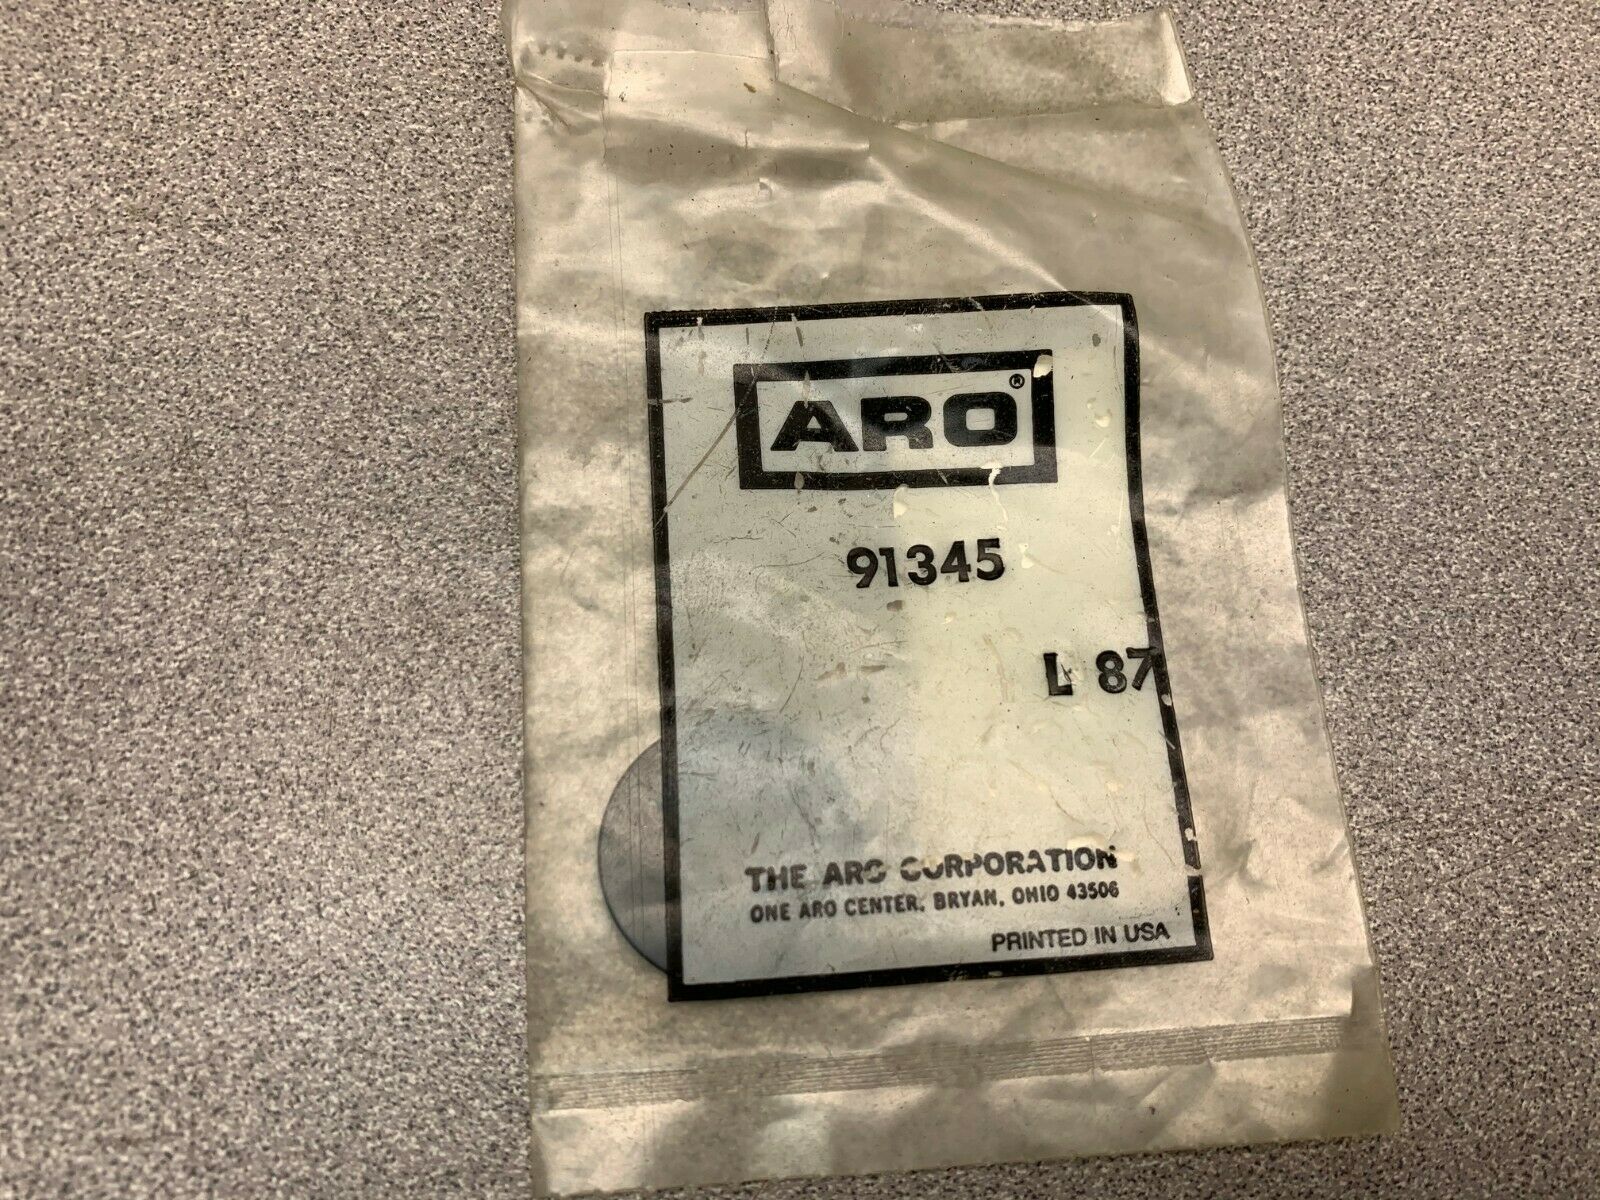 ARO®
91345
L 87
THE ARO CORPORATION
ONE ARO CENTER, BRYAN, OHIO 43506
PRINTED IN USA